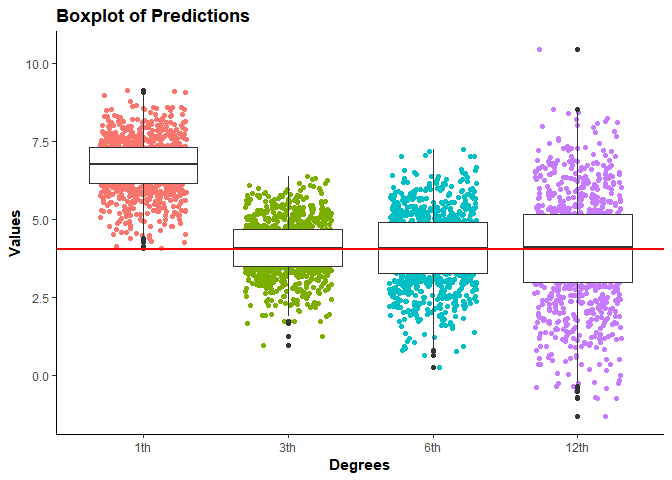 Boxplot of Predictions
10.0
7.5
5.0
2.5
0.0
Values
1th 3th 6th 12th
Degrees